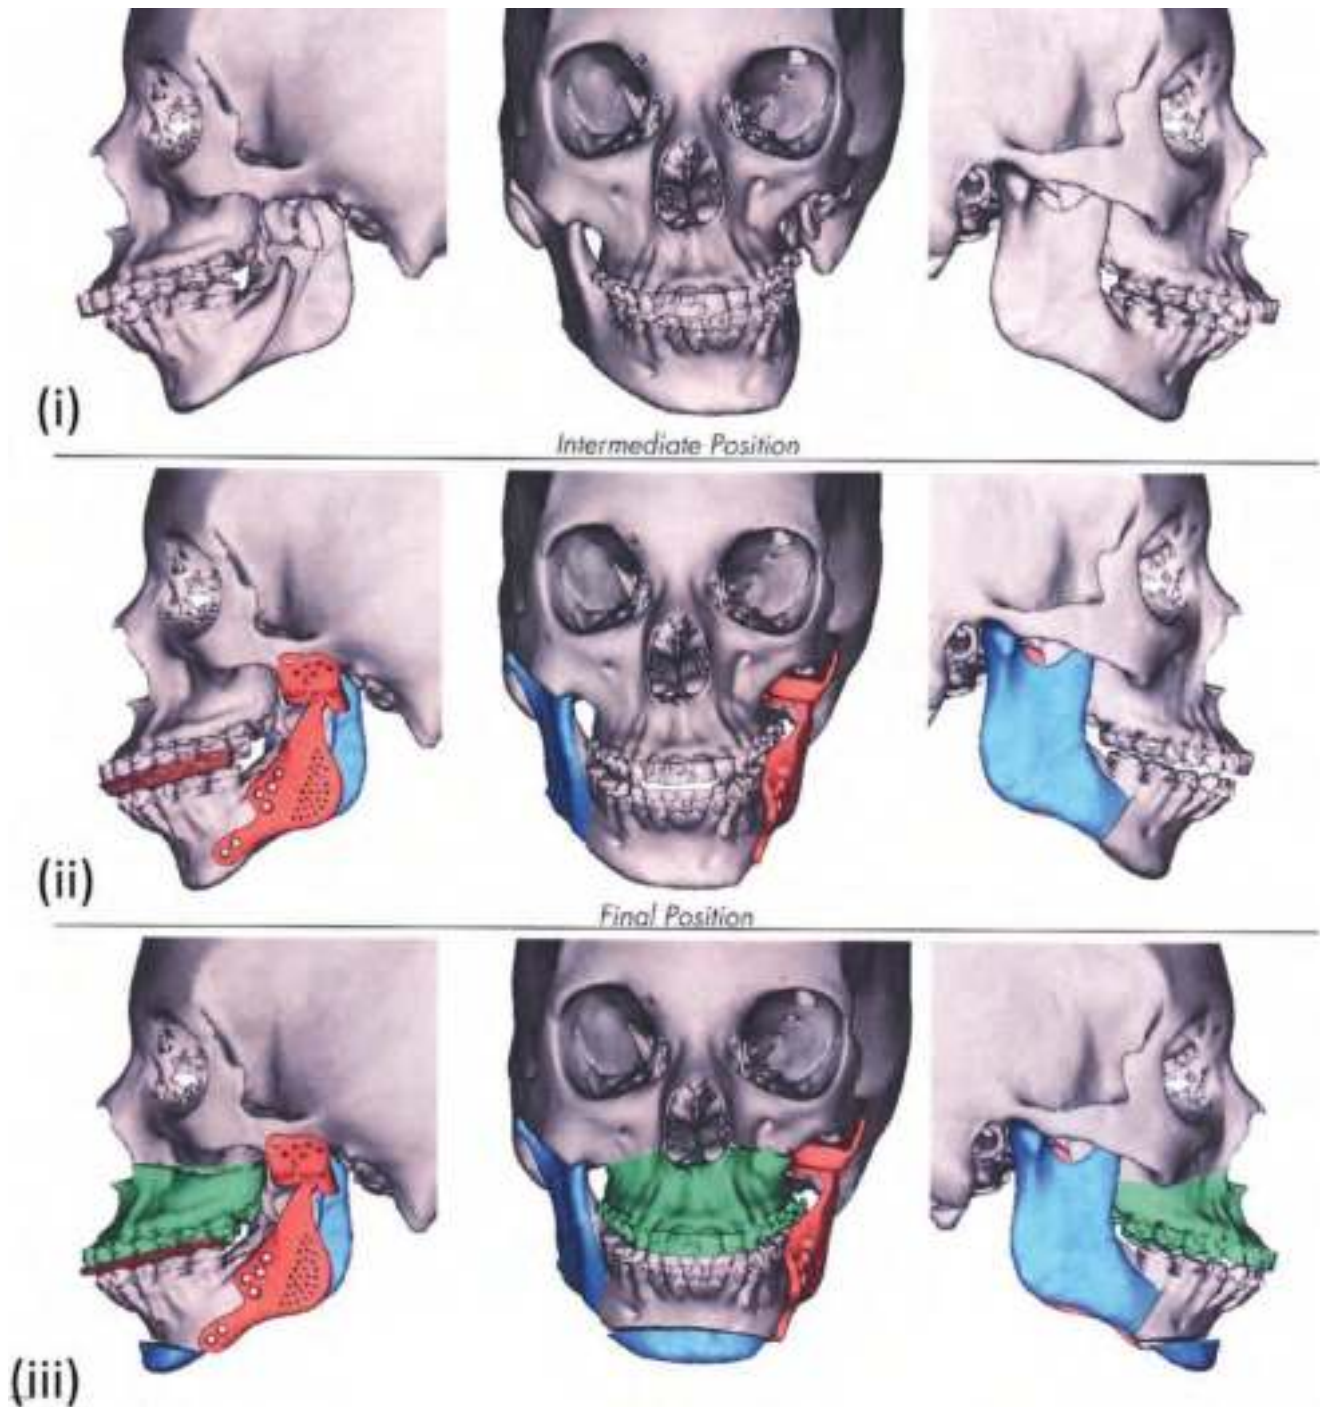 (i)
Intermediate Position
(ii)
Final Position
(iii)